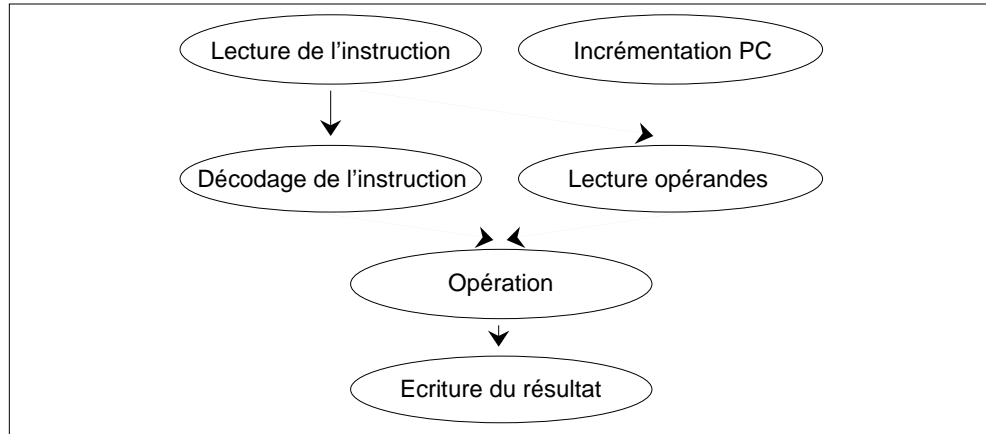 Lecture de l’instruction
Incrémentation PC
Décodage de l’instruction
Lecture opérandes
Opération
Ecriture du résultat